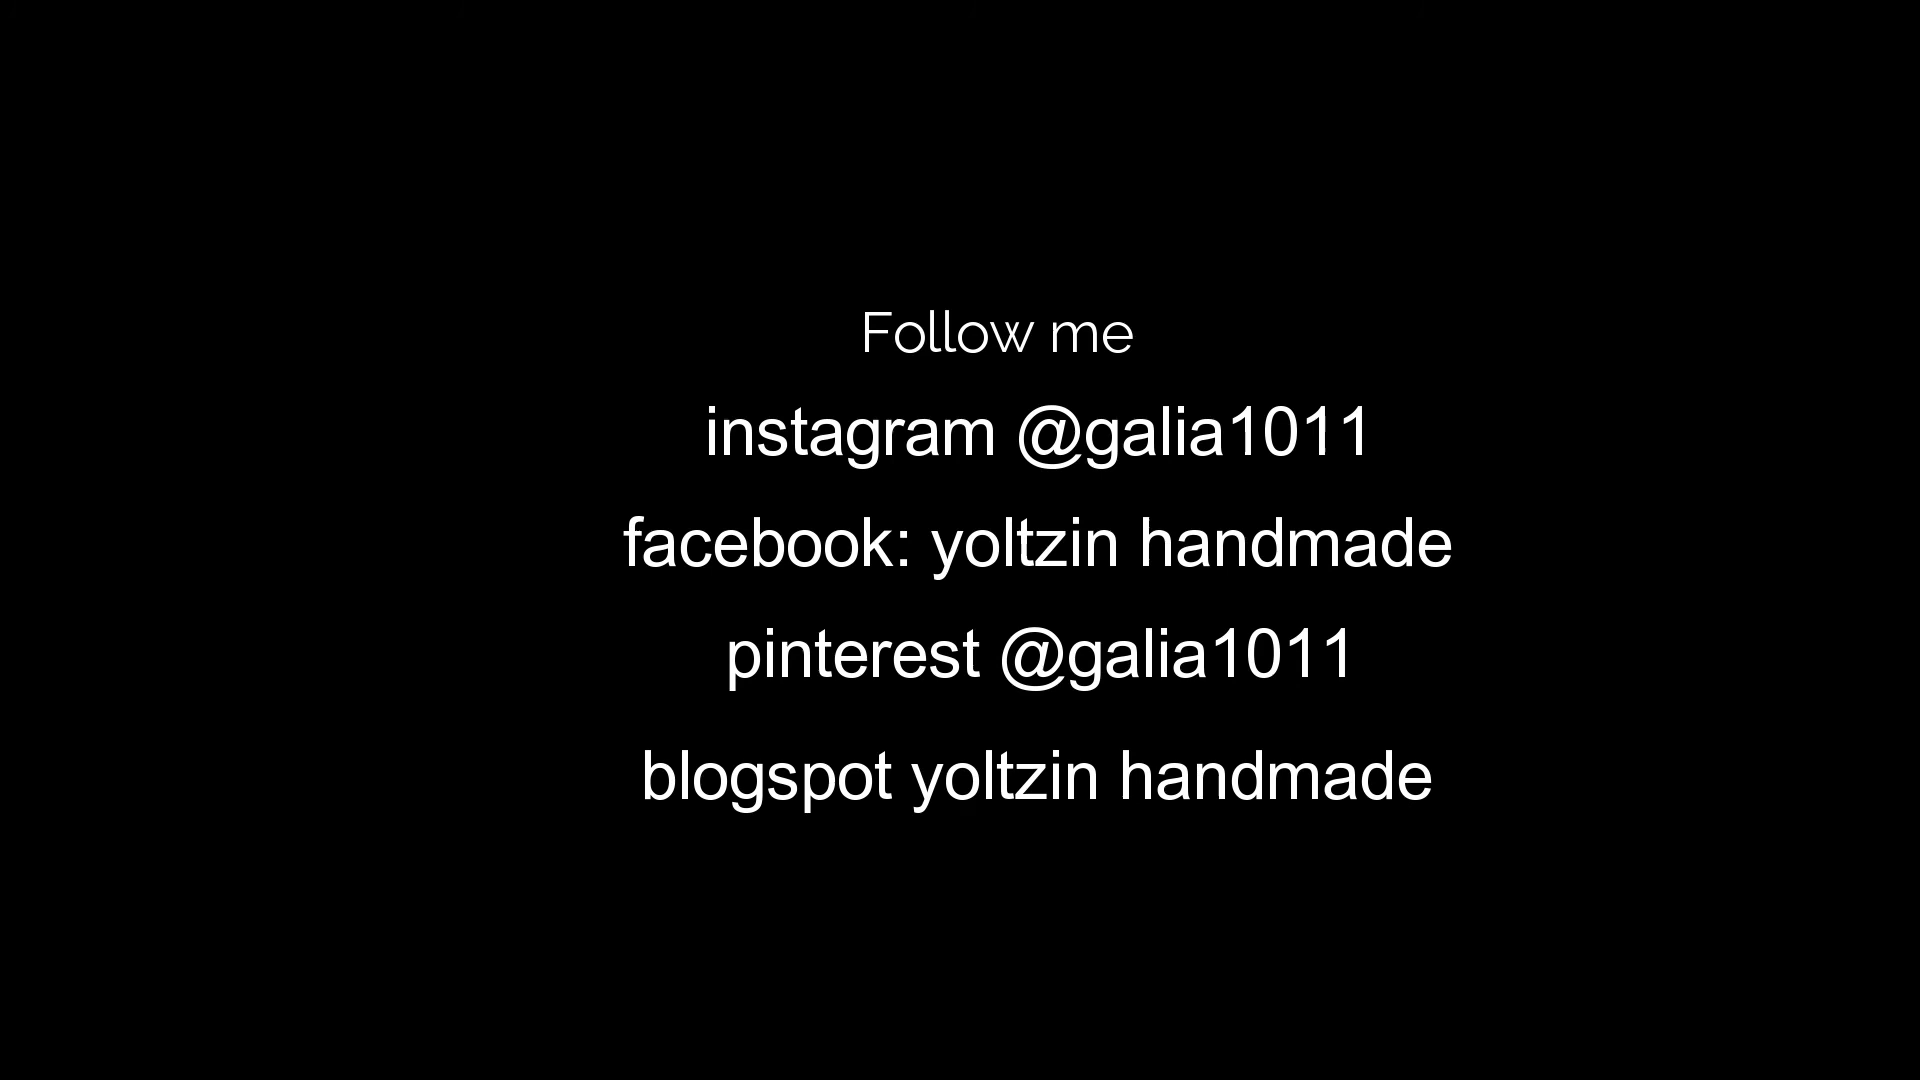 Follow me
instagram @galia1011
facebook: yoltzin handmade
pinterest @galia1011
blogspot yoltzin handmade